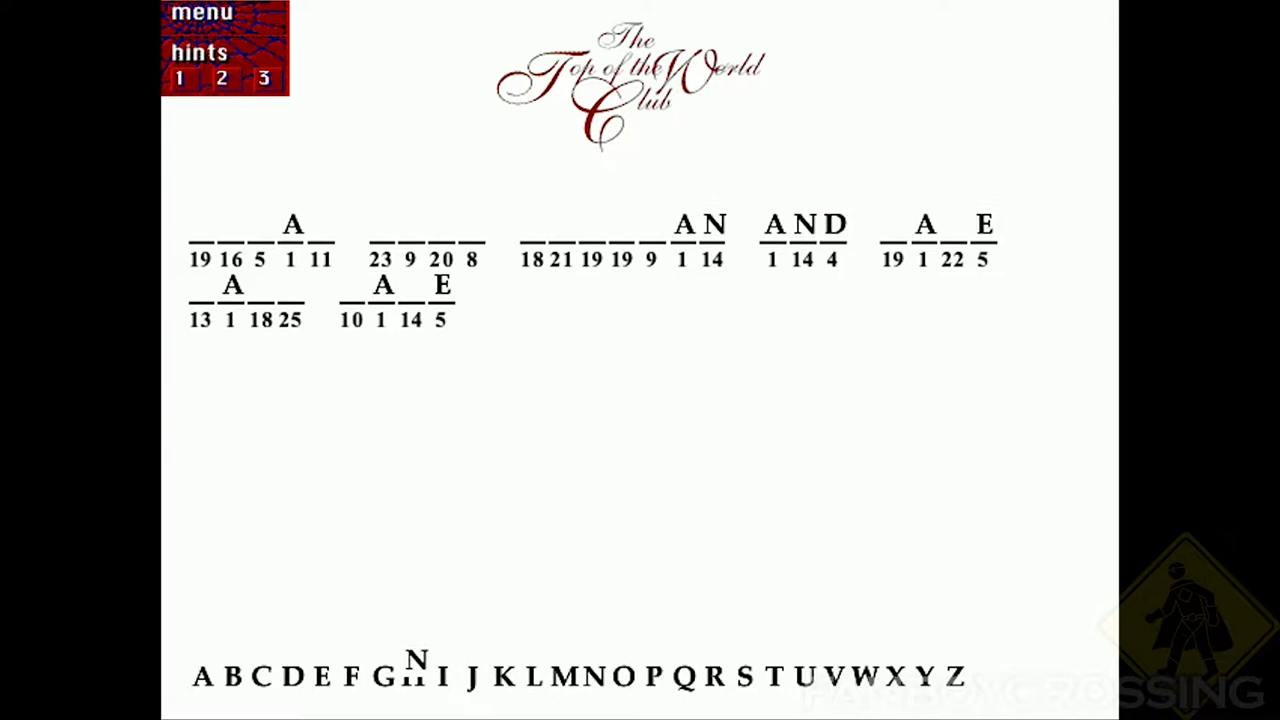 menu
hints
1 2 3
The
Top of the World
Club
A A N A N D A E
19 16 5 1 11 23 9 20 8 18 21 19 19 9 1 14 1 14 4 19 1 22 5
A A E
13 1 18 25 10 1 14 5
N
A B C D E F G I J K L M N O P Q R S T U V W X Y Z
FANBOYCROSSING